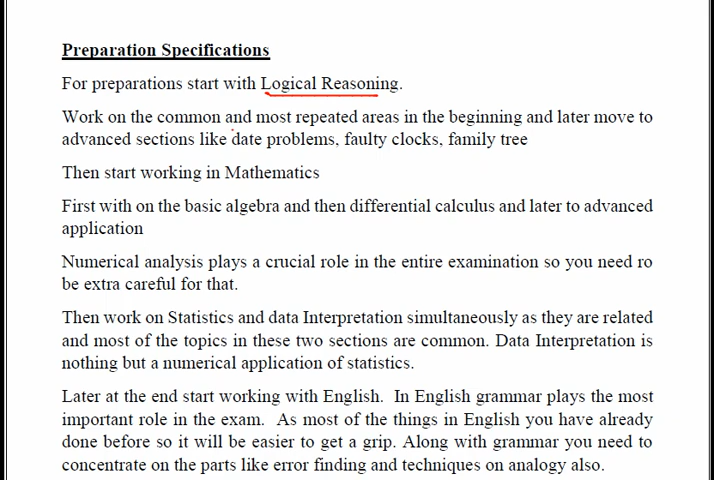 Preparation Specifications
For preparations start with Logical Reasoning.
Work on the common and most repeated areas in the beginning and later move to
advanced sections like date problems, faulty clocks, family tree
Then start working in Mathematics
First with on the basic algebra and then differential calculus and later to advanced
application
Numerical analysis plays a crucial role in the entire examination so you need ro
be extra careful for that.
Then work on Statistics and data Interpretation simultaneously as they are related
and most of the topics in these two sections are common. Data Interpretation is
nothing but a numerical application of statistics.
Later at the end start working with English. In English grammar plays the most
important role in the exam. As most of the things in English you have already
done before so it will be easier to get a grip. Along with grammar you need to
concentrate on the parts like error finding and techniques on analogy also.